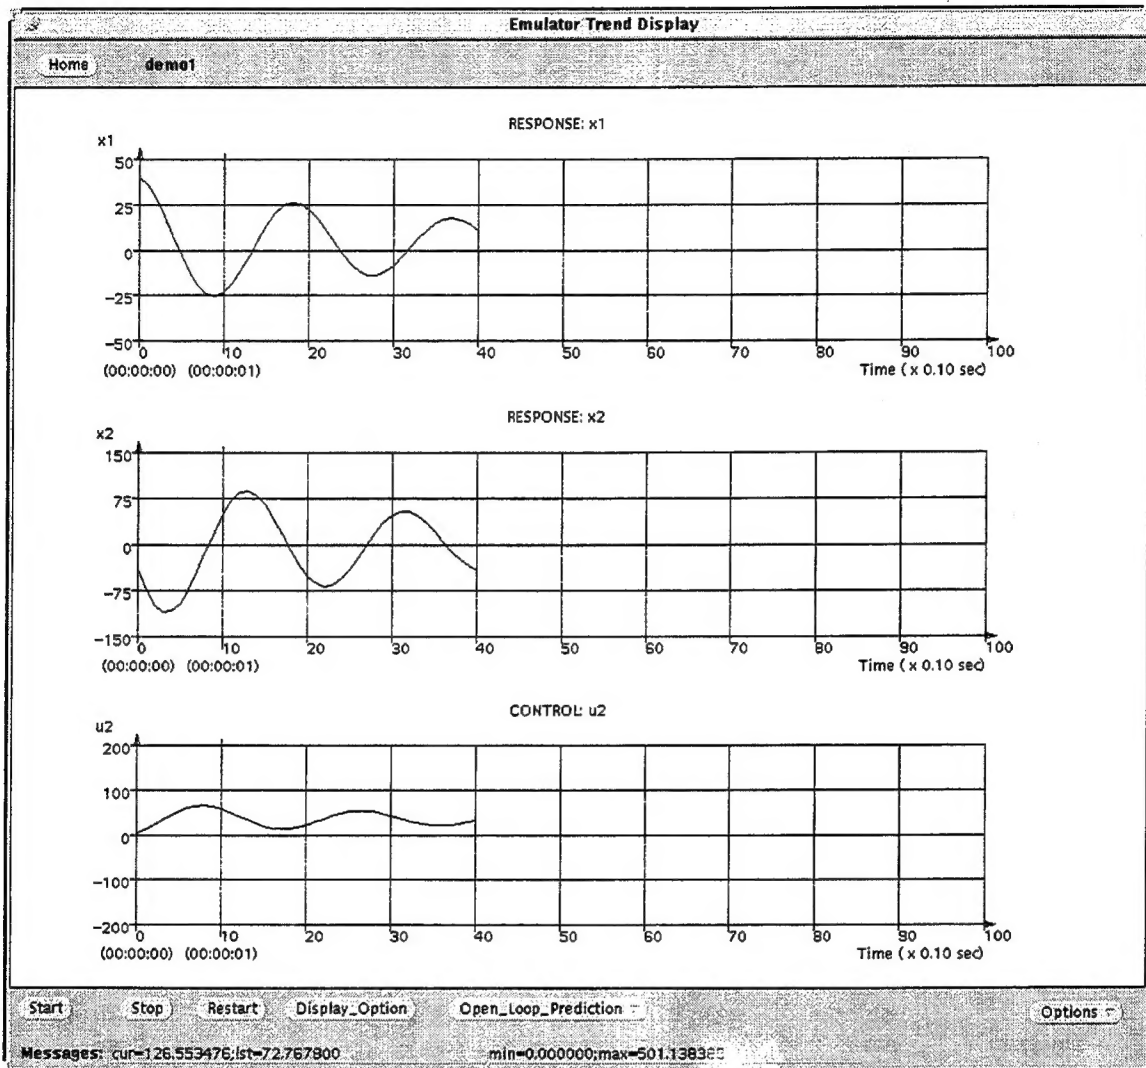 Emulator Trend Display
Home demo1
RESPONSE: x1
x1
50
25
0
-25
-50
0 10 20 30 40 50 60 70 80 90 100
(00:00:00) (00:00:01) Time ( x 0.10 sec)
RESPONSE: x2
x2
150
75
0
-75
-150
0 10 20 30 40 50 60 70 80 90 100
(00:00:00) (00:00:01) Time ( x 0.10 sec)
CONTROL: u2
u2
200
100
0
-100
-200
0 10 20 30 40 50 60 70 80 90 100
(00:00:00) (00:00:01) Time ( x 0.10 sec)
Start Stop Restart Display_Option Open_Loop_Prediction Options
Messages: cur=126.553476;lst=72.767800 min=0.000000;max=501.138385